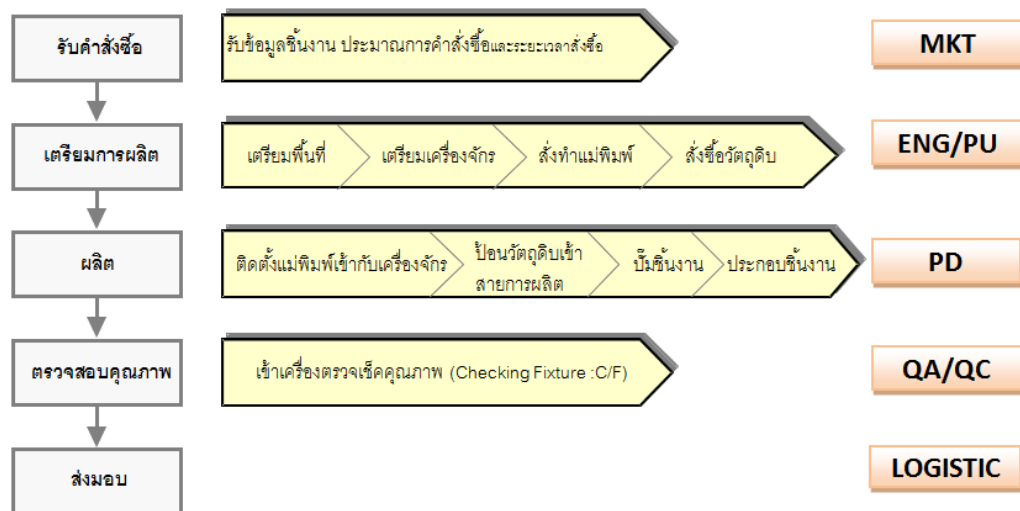 รับคำสั่งซื้อ
รับข้อมูลชิ้นงาน ประมาณการคำสั่งซื้อและระยะเวลาสั่งซื้อ
MKT
เตรียมการผลิต
เตรียมพื้นที่
เตรียมเครื่องจักร
สั่งทำแม่พิมพ์
สั่งซื้อวัตถุดิบ
ENG/PU
ผลิต
ติดตั้งแม่พิมพ์เข้ากับเครื่องจักร
ป้อนวัตถุดิบเข้า
สายการผลิต
ปั๊มชิ้นงาน
ประกอบชิ้นงาน
PD
ตรวจสอบคุณภาพ
เข้าเครื่องตรวจเช็คคุณภาพ (Checking Fixture :C/F)
QA/QC
ส่งมอบ
LOGISTIC